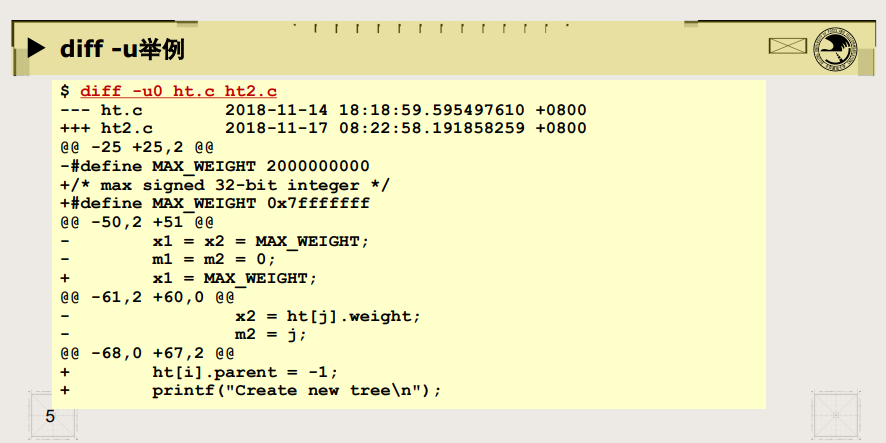 ▶ diff -u举例
$ diff -u0 ht.c ht2.c
--- ht.c        2018-11-14 18:18:59.595497610 +0800
+++ ht2.c       2018-11-17 08:22:58.191858259 +0800
@@ -25 +25,2 @@
-#define MAX_WEIGHT 2000000000
+/* max signed 32-bit integer */
+#define MAX_WEIGHT 0x7fffffff
@@ -50,2 +51 @@
-        x1 = x2 = MAX_WEIGHT;
-        m1 = m2 = 0;
+        x1 = MAX_WEIGHT;
@@ -61,2 +60,0 @@
-                x2 = ht[j].weight;
-                m2 = j;
@@ -68,0 +67,2 @@
+        ht[i].parent = -1;
+        printf("Create new tree\n");
5